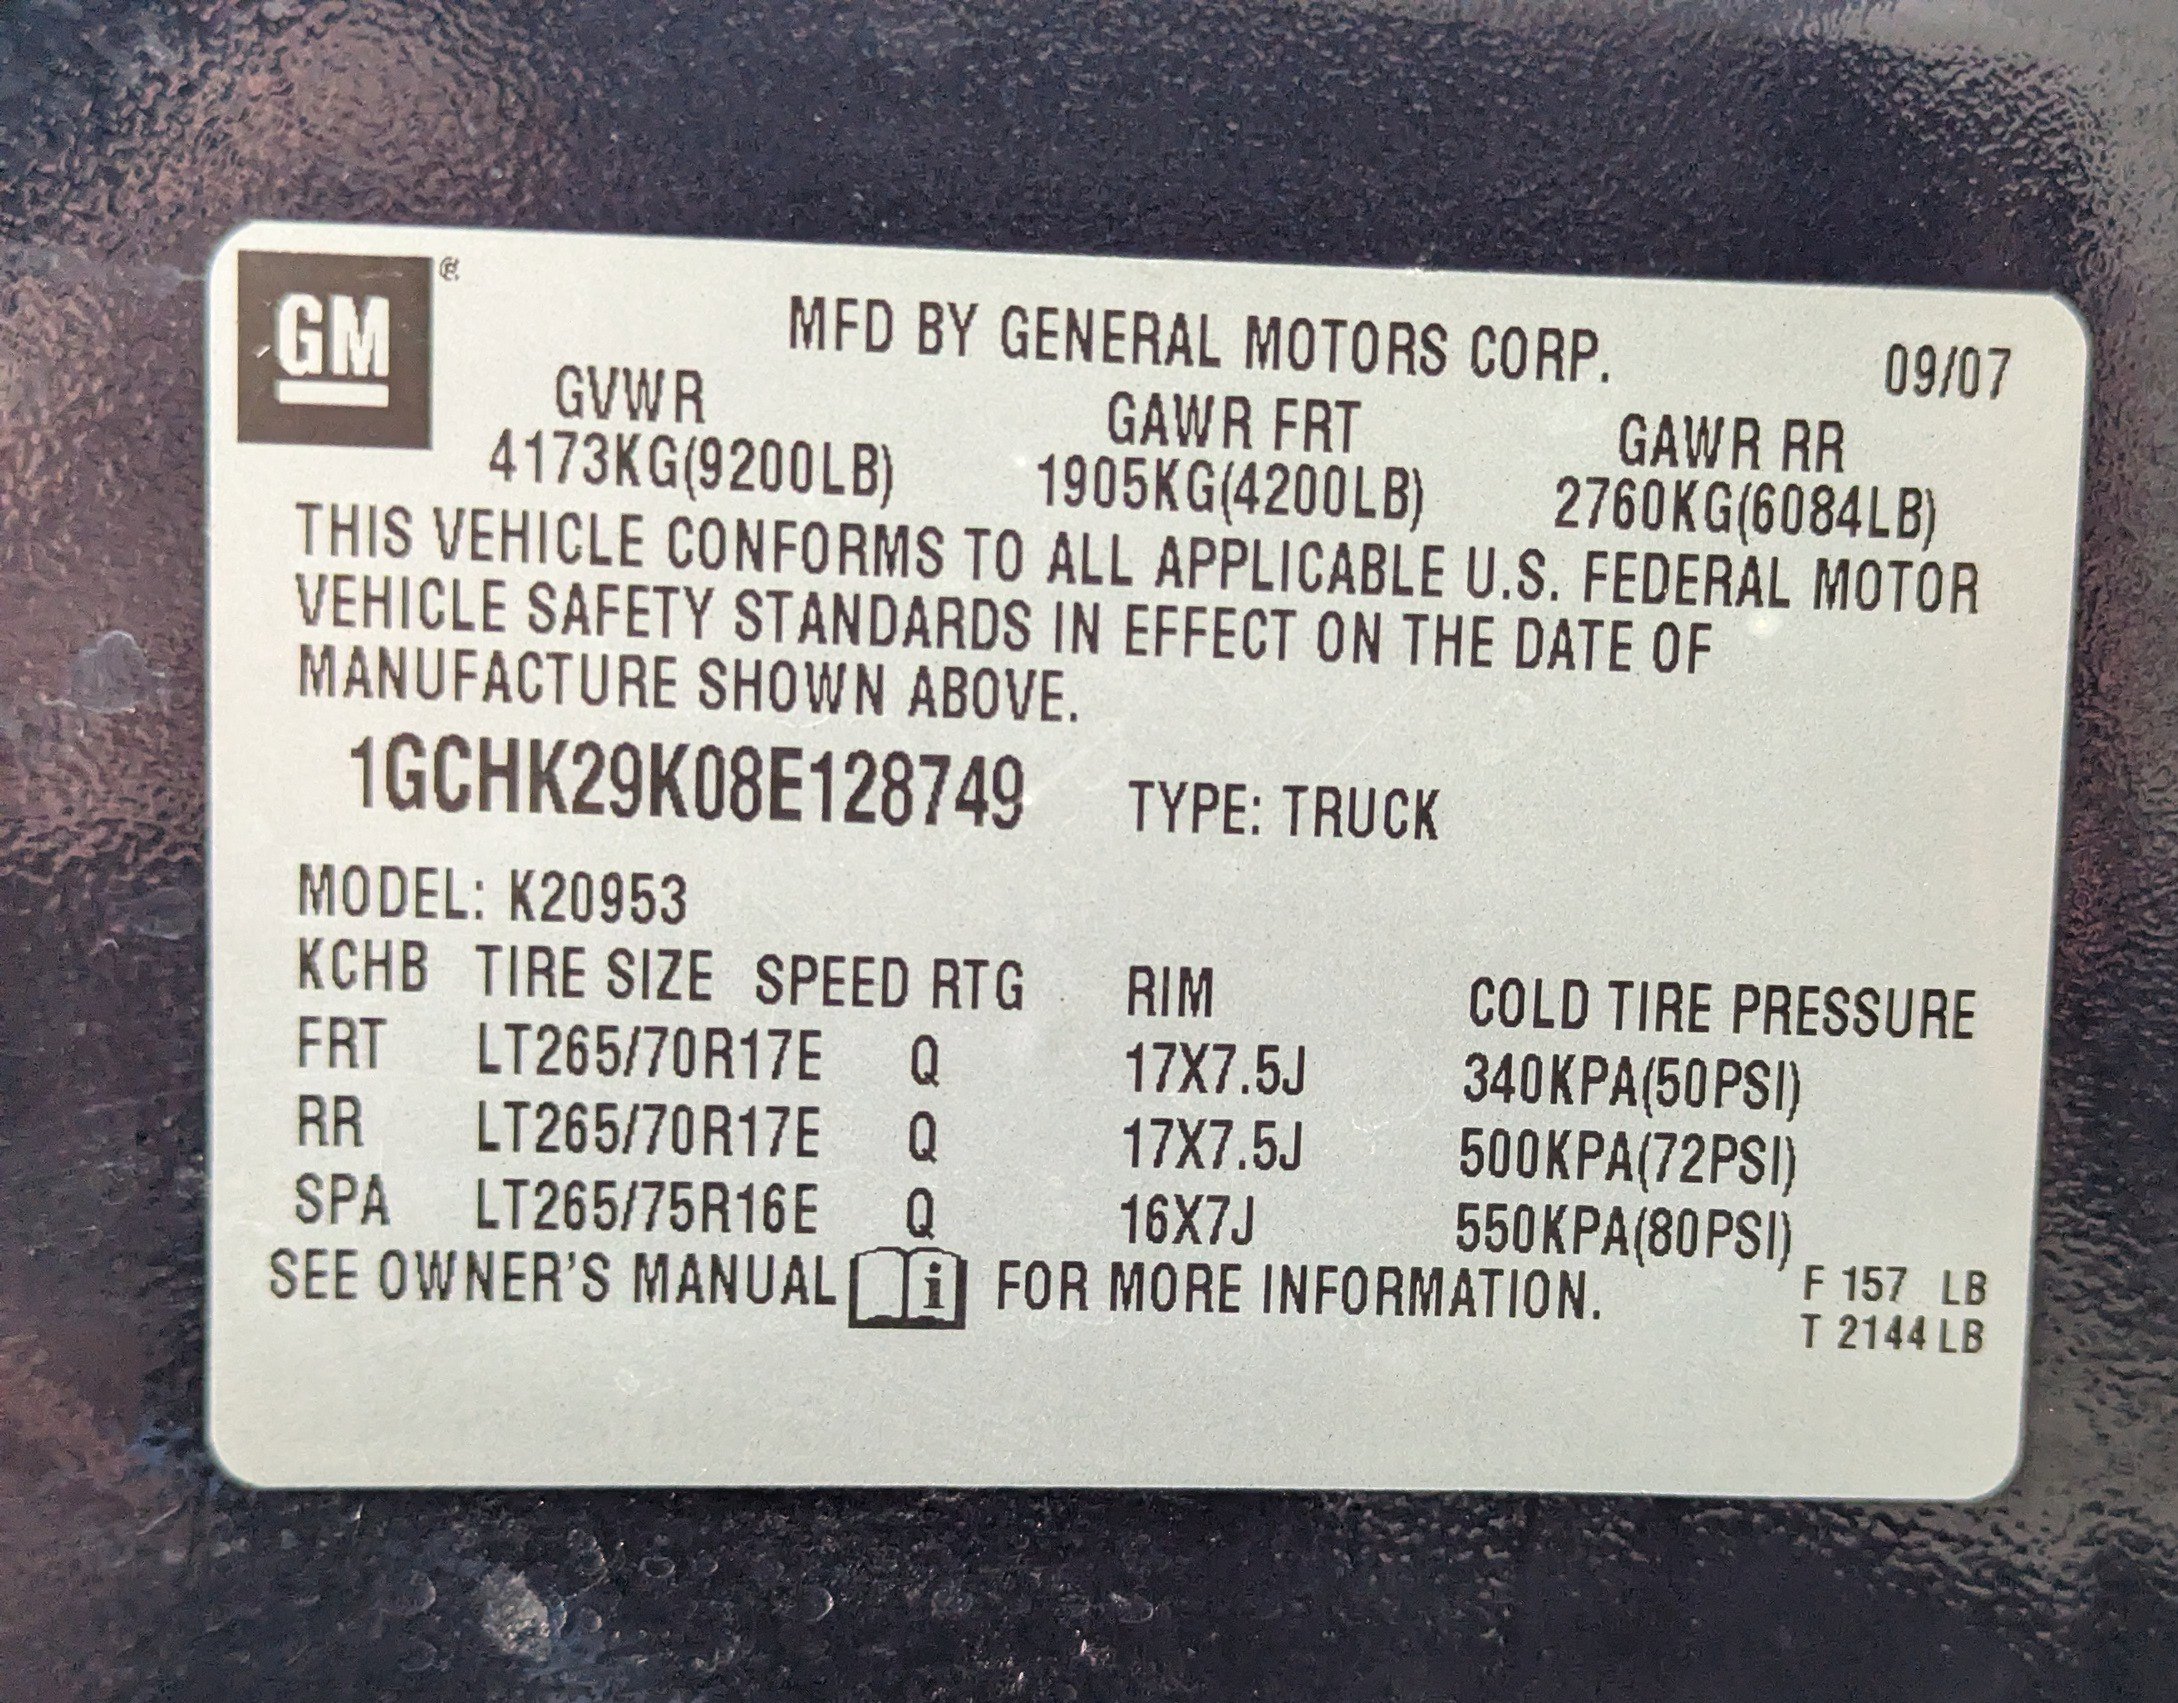 GM ®
MFD BY GENERAL MOTORS CORP. 09/07
GVWR GAWR FRT GAWR RR
4173KG(9200LB) 1905KG(4200LB) 2760KG(6084LB)
THIS VEHICLE CONFORMS TO ALL APPLICABLE U.S. FEDERAL MOTOR
VEHICLE SAFETY STANDARDS IN EFFECT ON THE DATE OF
MANUFACTURE SHOWN ABOVE.
1GCHK29K08E128749 TYPE: TRUCK
MODEL: K20953
KCHB TIRE SIZE SPEED RTG RIM COLD TIRE PRESSURE
FRT LT265/70R17E Q 17X7.5J 340KPA(50PSI)
RR LT265/70R17E Q 17X7.5J 500KPA(72PSI)
SPA LT265/75R16E Q 16X7J 550KPA(80PSI)
SEE OWNER'S MANUAL i FOR MORE INFORMATION.
F 157 LB
T 2144 LB